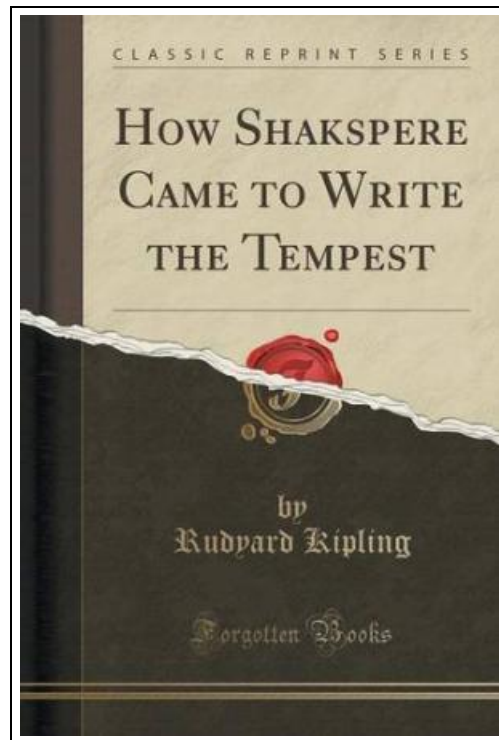 CLASSIC REPRINT SERIES
HOW SHAKSPERE
CAME TO WRITE
THE TEMPEST
by
Rudyard Kipling
Forgotten Books